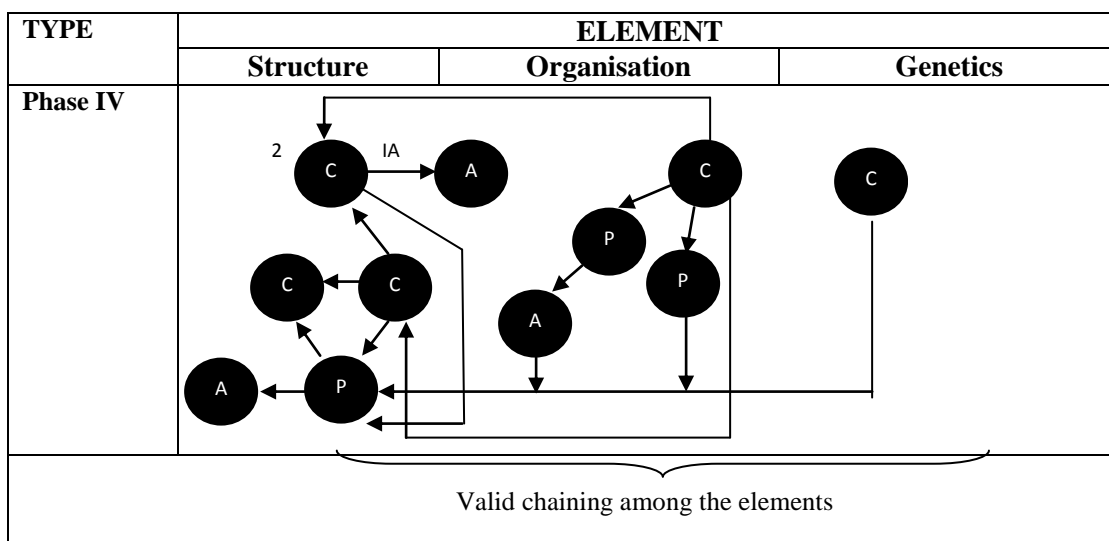 TYPE
ELEMENT
Structure
Organisation
Genetics
Phase IV
2
C
IA
A
C
C
P
P
C
C
A
A
P
Valid chaining among the elements